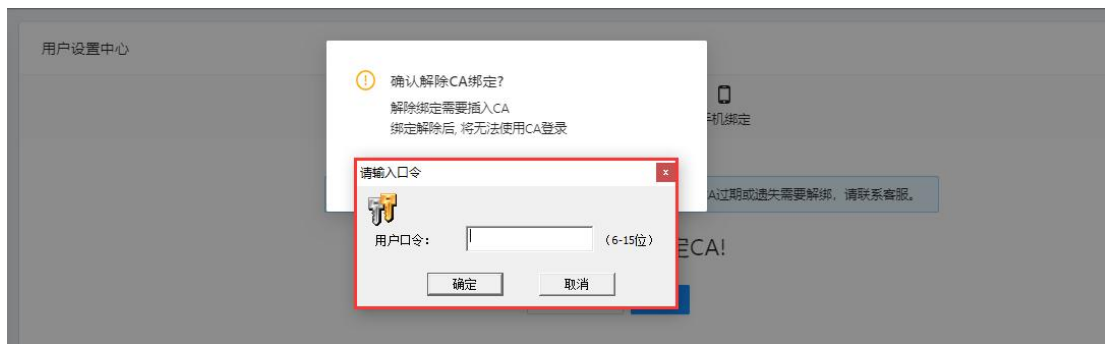 用户设置中心
确认解除CA绑定?
解除绑定需要插入CA
绑定解除后, 将无法使用CA登录
机绑定
请输入口令
x
A过期或遗失需要解绑，请联系客服。
用户口令：
(6-15位)
CA!
确定
取消